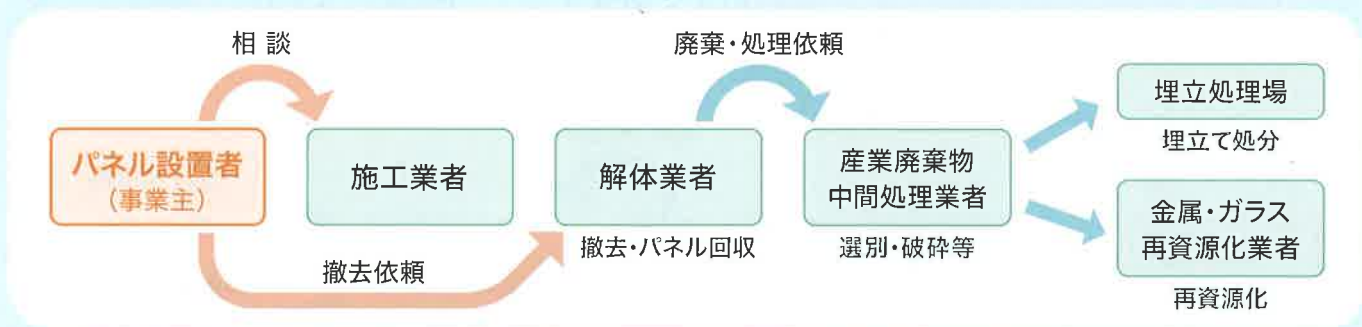 相談
廃棄・処理依頼
パネル設置者
(事業主)
施工業者
解体業者
産業廃棄物
中間処理業者
埋立処理場
埋立て処分
金属・ガラス
再資源化業者
再資源化
撤去・パネル回収
選別・破砕等
撤去依頼